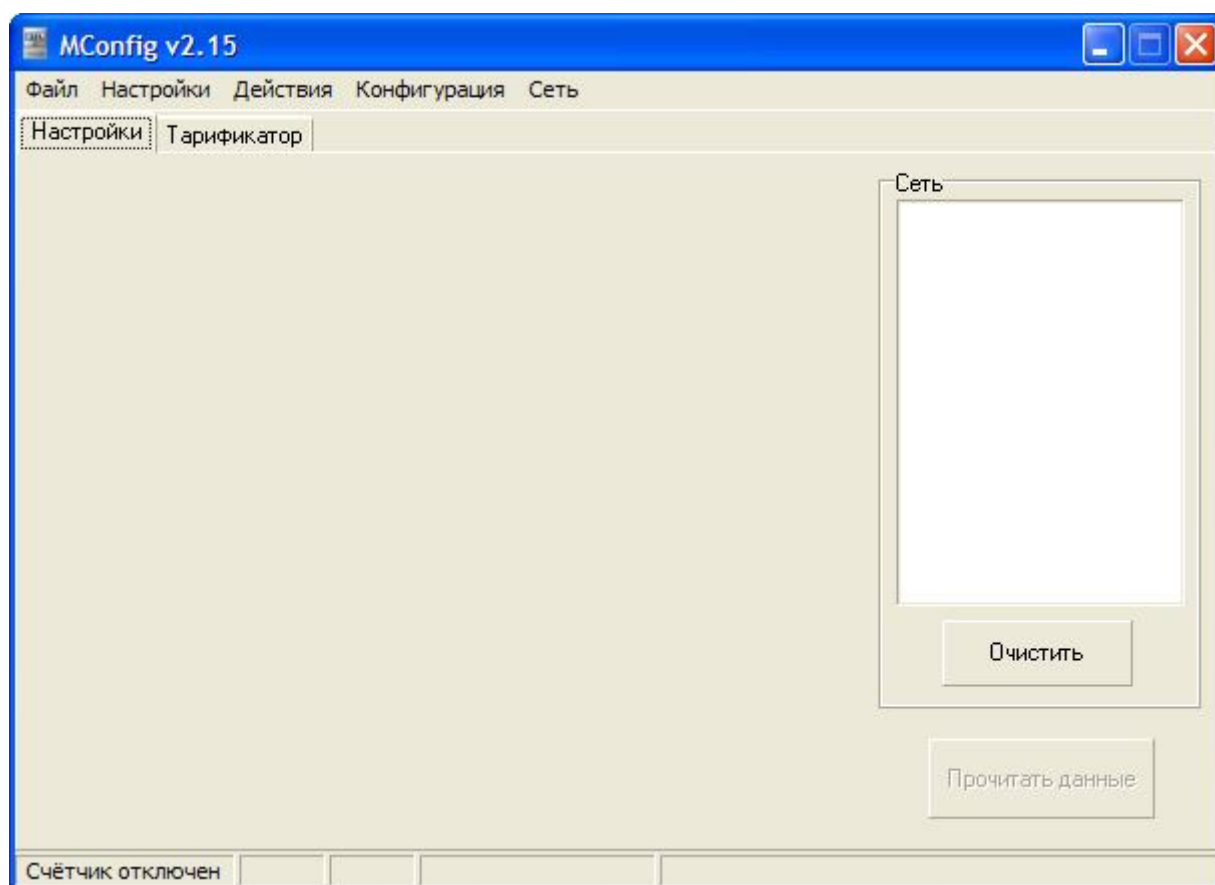 MConfig v2.15
Файл Настройки Действия Конфигурация Сеть
Настройки Тарификатор
Сеть
Очистить
Прочитать данные
Счётчик отключен